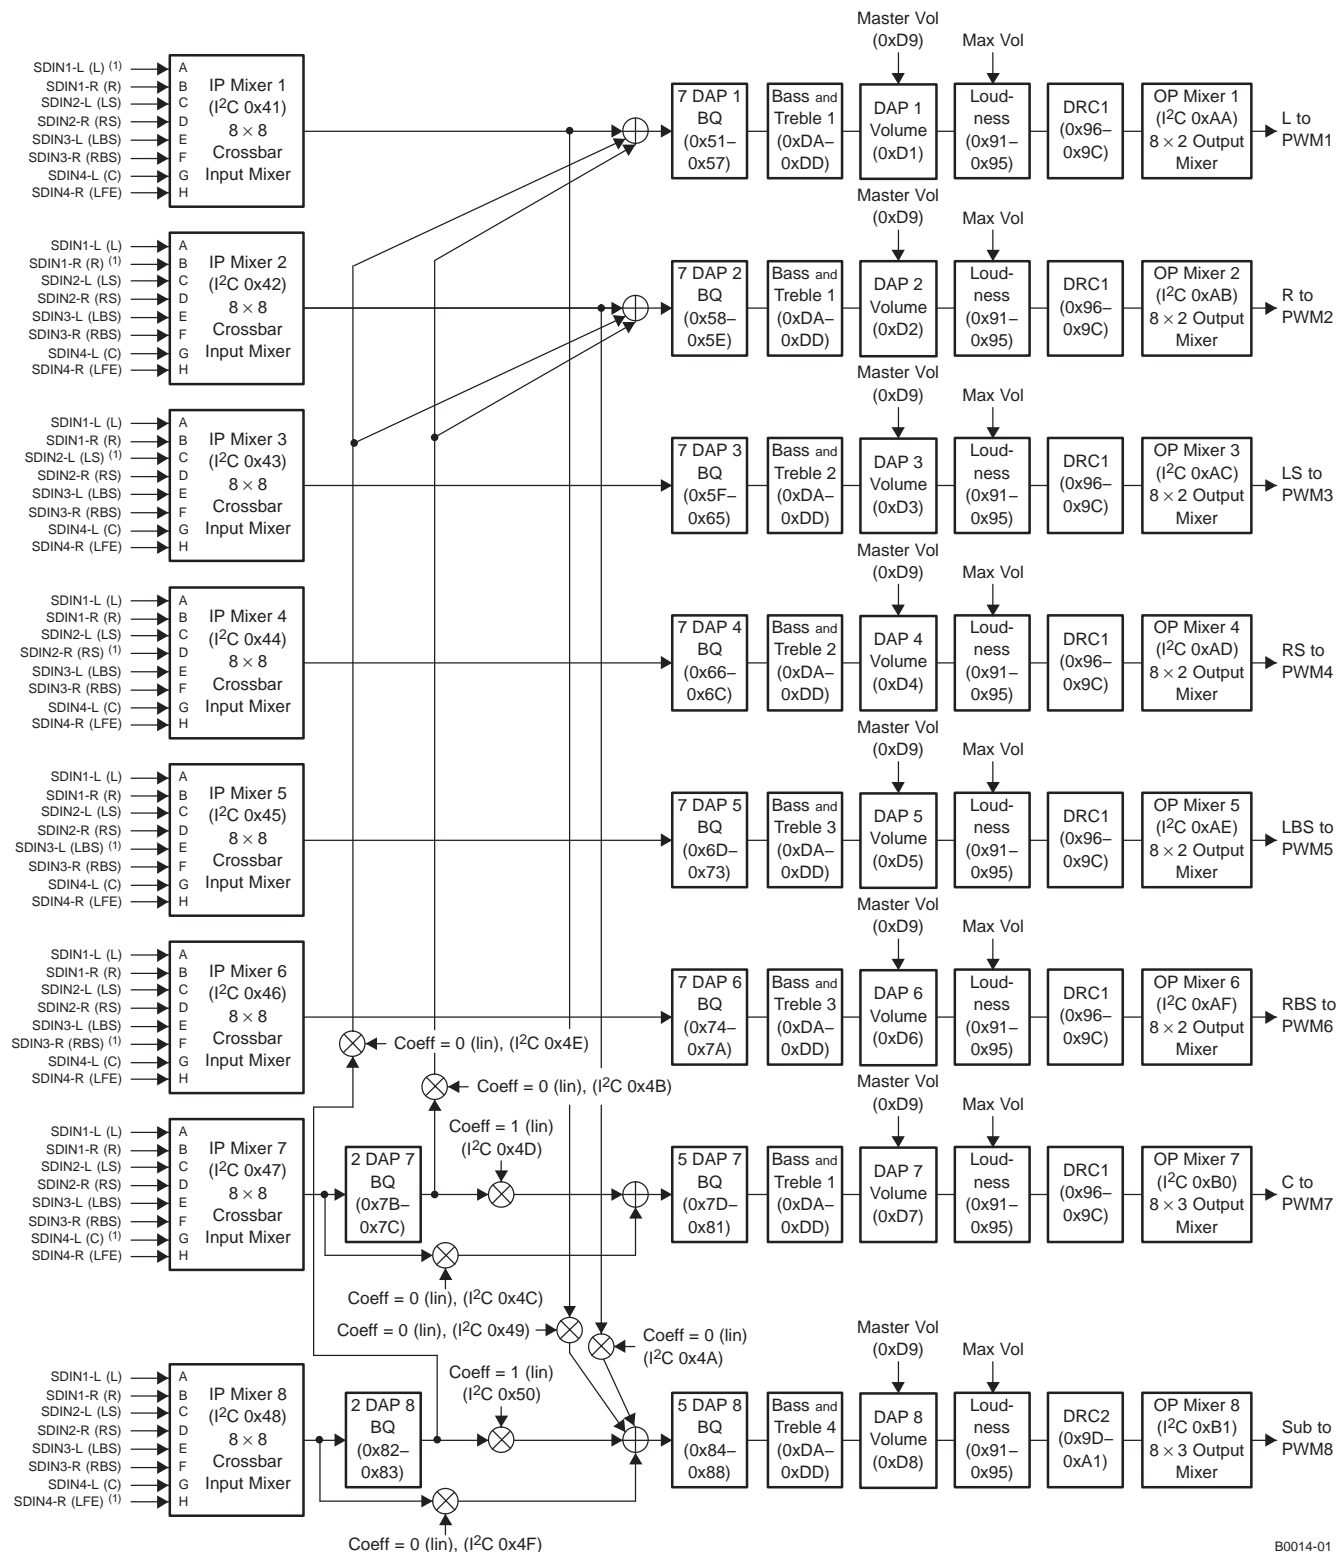 Master Vol
(0xD9)
Max Vol
SDIN1-L (L) (1)
SDIN1-R (R)
SDIN2-L (LS)
SDIN2-R (RS)
SDIN3-L (LBS)
SDIN3-R (RBS)
SDIN4-L (C)
SDIN4-R (LFE)
A
B
C
D
E
F
G
H
IP Mixer 1
(I2C 0x41)
8 × 8
Crossbar
Input Mixer
7 DAP 1
BQ
(0x51–
0x57)
Bass and
Treble 1
(0xDA–
0xDD)
DAP 1
Volume
(0xD1)
Loud-
ness
(0x91–
0x95)
DRC1
(0x96–
0x9C)
OP Mixer 1
(I2C 0xAA)
8 × 2 Output
Mixer
L to
PWM1
Master Vol
(0xD9)
Max Vol
SDIN1-L (L)
SDIN1-R (R) (1)
SDIN2-L (LS)
SDIN2-R (RS)
SDIN3-L (LBS)
SDIN3-R (RBS)
SDIN4-L (C)
SDIN4-R (LFE)
A
B
C
D
E
F
G
H
IP Mixer 2
(I2C 0x42)
8 × 8
Crossbar
Input Mixer
7 DAP 2
BQ
(0x58–
0x5E)
Bass and
Treble 1
(0xDA–
0xDD)
DAP 2
Volume
(0xD2)
Loud-
ness
(0x91–
0x95)
DRC1
(0x96–
0x9C)
OP Mixer 2
(I2C 0xAB)
8 × 2 Output
Mixer
R to
PWM2
Master Vol
(0xD9)
Max Vol
SDIN1-L (L)
SDIN1-R (R)
SDIN2-L (LS) (1)
SDIN2-R (RS)
SDIN3-L (LBS)
SDIN3-R (RBS)
SDIN4-L (C)
SDIN4-R (LFE)
A
B
C
D
E
F
G
H
IP Mixer 3
(I2C 0x43)
8 × 8
Crossbar
Input Mixer
7 DAP 3
BQ
(0x5F–
0x65)
Bass and
Treble 2
(0xDA–
0xDD)
DAP 3
Volume
(0xD3)
Loud-
ness
(0x91–
0x95)
DRC1
(0x96–
0x9C)
OP Mixer 3
(I2C 0xAC)
8 × 2 Output
Mixer
LS to
PWM3
Master Vol
(0xD9)
Max Vol
SDIN1-L (L)
SDIN1-R (R)
SDIN2-L (LS)
SDIN2-R (RS) (1)
SDIN3-L (LBS)
SDIN3-R (RBS)
SDIN4-L (C)
SDIN4-R (LFE)
A
B
C
D
E
F
G
H
IP Mixer 4
(I2C 0x44)
8 × 8
Crossbar
Input Mixer
7 DAP 4
BQ
(0x66–
0x6C)
Bass and
Treble 2
(0xDA–
0xDD)
DAP 4
Volume
(0xD4)
Loud-
ness
(0x91–
0x95)
DRC1
(0x96–
0x9C)
OP Mixer 4
(I2C 0xAD)
8 × 2 Output
Mixer
RS to
PWM4
Master Vol
(0xD9)
Max Vol
SDIN1-L (L)
SDIN1-R (R)
SDIN2-L (LS)
SDIN2-R (RS)
SDIN3-L (LBS) (1)
SDIN3-R (RBS)
SDIN4-L (C)
SDIN4-R (LFE)
A
B
C
D
E
F
G
H
IP Mixer 5
(I2C 0x45)
8 × 8
Crossbar
Input Mixer
7 DAP 5
BQ
(0x6D–
0x73)
Bass and
Treble 3
(0xDA–
0xDD)
DAP 5
Volume
(0xD5)
Loud-
ness
(0x91–
0x95)
DRC1
(0x96–
0x9C)
OP Mixer 5
(I2C 0xAE)
8 × 2 Output
Mixer
LBS to
PWM5
Master Vol
(0xD9)
Max Vol
SDIN1-L (L)
SDIN1-R (R)
SDIN2-L (LS)
SDIN2-R (RS)
SDIN3-L (LBS)
SDIN3-R (RBS) (1)
SDIN4-L (C)
SDIN4-R (LFE)
A
B
C
D
E
F
G
H
IP Mixer 6
(I2C 0x46)
8 × 8
Crossbar
Input Mixer
7 DAP 6
BQ
(0x74–
0x7A)
Bass and
Treble 3
(0xDA–
0xDD)
DAP 6
Volume
(0xD6)
Loud-
ness
(0x91–
0x95)
DRC1
(0x96–
0x9C)
OP Mixer 6
(I2C 0xAF)
8 × 2 Output
Mixer
RBS to
PWM6
Coeff = 0 (lin), (I2C 0x4E)
Coeff = 0 (lin), (I2C 0x4B)
Master Vol
(0xD9)
Max Vol
SDIN1-L (L)
SDIN1-R (R)
SDIN2-L (LS)
SDIN2-R (RS)
SDIN3-L (LBS)
SDIN3-R (RBS)
SDIN4-L (C) (1)
SDIN4-R (LFE)
A
B
C
D
E
F
G
H
IP Mixer 7
(I2C 0x47)
8 × 8
Crossbar
Input Mixer
2 DAP 7
BQ
(0x7B–
0x7C)
Coeff = 1 (lin)
(I2C 0x4D)
5 DAP 7
BQ
(0x7D–
0x81)
Bass and
Treble 1
(0xDA–
0xDD)
DAP 7
Volume
(0xD7)
Loud-
ness
(0x91–
0x95)
DRC1
(0x96–
0x9C)
OP Mixer 7
(I2C 0xB0)
8 × 3 Output
Mixer
C to
PWM7
Coeff = 0 (lin), (I2C 0x4C)
Coeff = 0 (lin), (I2C 0x49)
Coeff = 0 (lin)
(I2C 0x4A)
Master Vol
(0xD9)
Max Vol
SDIN1-L (L)
SDIN1-R (R)
SDIN2-L (LS)
SDIN2-R (RS)
SDIN3-L (LBS)
SDIN3-R (RBS)
SDIN4-L (C)
SDIN4-R (LFE) (1)
A
B
C
D
E
F
G
H
IP Mixer 8
(I2C 0x48)
8 × 8
Crossbar
Input Mixer
2 DAP 8
BQ
(0x82–
0x83)
Coeff = 1 (lin)
(I2C 0x50)
5 DAP 8
BQ
(0x84–
0x88)
Bass and
Treble 4
(0xDA–
0xDD)
DAP 8
Volume
(0xD8)
Loud-
ness
(0x91–
0x95)
DRC2
(0x9D–
0xA1)
OP Mixer 8
(I2C 0xB1)
8 × 3 Output
Mixer
Sub to
PWM8
Coeff = 0 (lin), (I2C 0x4F)
B0014-01